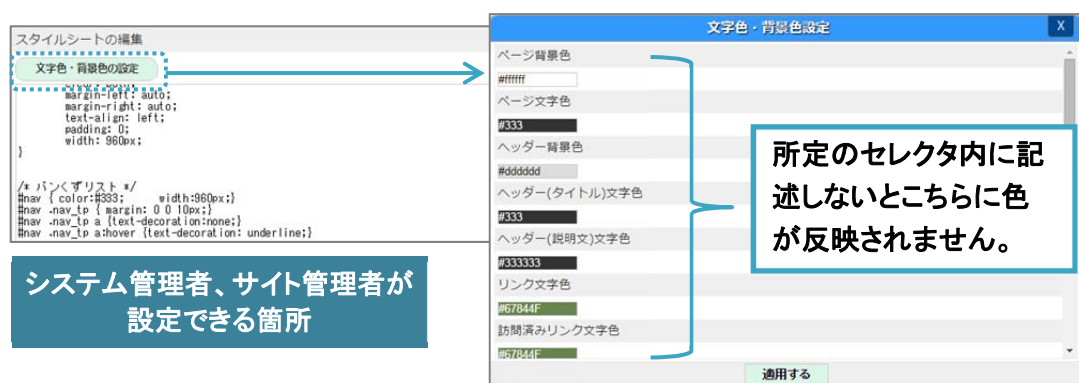 スタイルシートの編集
文字色・背景色の設定
margin-left: auto;
margin-right: auto;
text-align: left;
padding: 0;
width: 960px;
}
/* パンくずリスト */
#nav { color:#333; width:960px;}
#nav .nav_tp { margin: 0 0 10px;}
#nav .nav_tp a {text-decoration:none;}
#nav .nav_tp a:hover {text-decoration: underline;}
システム管理者、サイト管理者が
設定できる箇所
文字色・背景色設定
X
ページ背景色
#ffffff
ページ文字色
#333
ヘッダー背景色
#dddddd
ヘッダー(タイトル)文字色
#333
ヘッダー(説明文)文字色
#333333
リンク文字色
#67844F
訪問済みリンク文字色
#67844F
適用する
所定のセレクタ内に記
述しないとこちらに色
が反映されません。